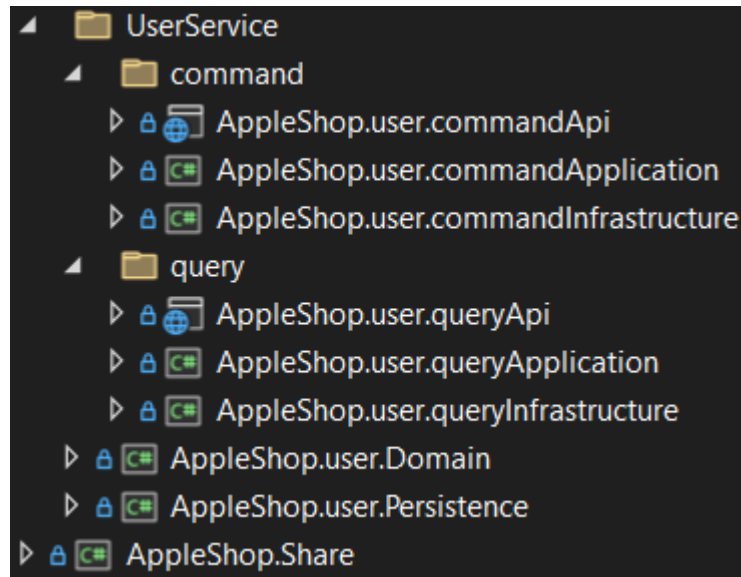 UserService
command
AppleShop.user.commandApi
C# AppleShop.user.commandApplication
C# AppleShop.user.commandInfrastructure
query
AppleShop.user.queryApi
C# AppleShop.user.queryApplication
C# AppleShop.user.queryInfrastructure
C# AppleShop.user.Domain
C# AppleShop.user.Persistence
C# AppleShop.Share